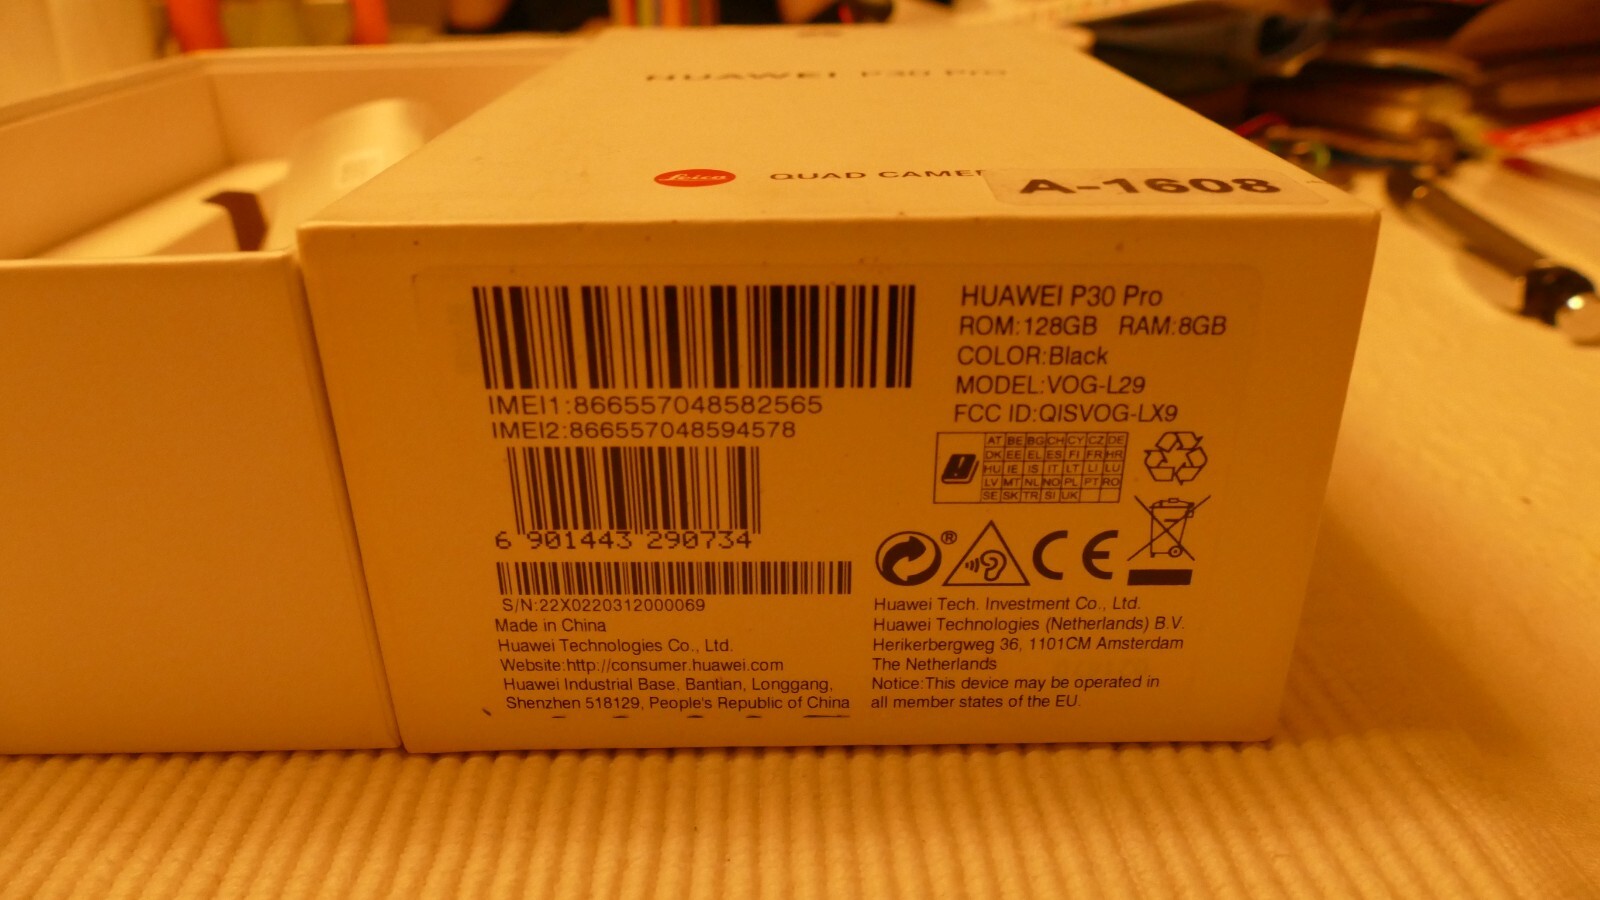 HUAWEI P30 Pro
Leica
QUAD CAMER
A-1608
IMEI1:866557048582565
IMEI2:866557048594578
6 901443 290734
S/N:22X0220312000069
Made in China
Huawei Technologies Co., Ltd.
Website:http://consumer.huawei.com
Huawei Industrial Base. Bantian, Longgang,
Shenzhen 518129, People's Republic of China
HUAWEI P30 Pro
ROM:128GB RAM:8GB
COLOR:Black
MODEL:VOG-L29
FCC ID:QISVOG-LX9
AT BE BG CH CY CZ DE
DK EE EL ES FI FR HR
HU IE IS IT LT LI LU
LV MT NL NO PL PT RO
SE SK TR SI UK
®
CE
Huawei Tech. Investment Co., Ltd.
Huawei Technologies (Netherlands) B.V.
Herikerbergweg 36, 1101CM Amsterdam
The Netherlands
Notice:This device may be operated in
all member states of the EU.